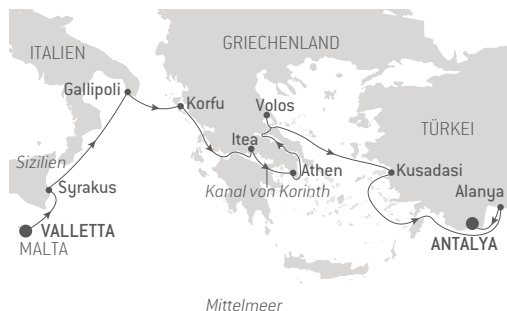 ITALIEN
GRIECHENLAND
Gallipoli
Korfu
Volos
TÜRKEI
Itea
Sizilien
Athen
Kusadasi
Syrakus
Kanal von Korinth
Alanya
VALLETTA
MALTA
ANTALYA
Mittelmeer